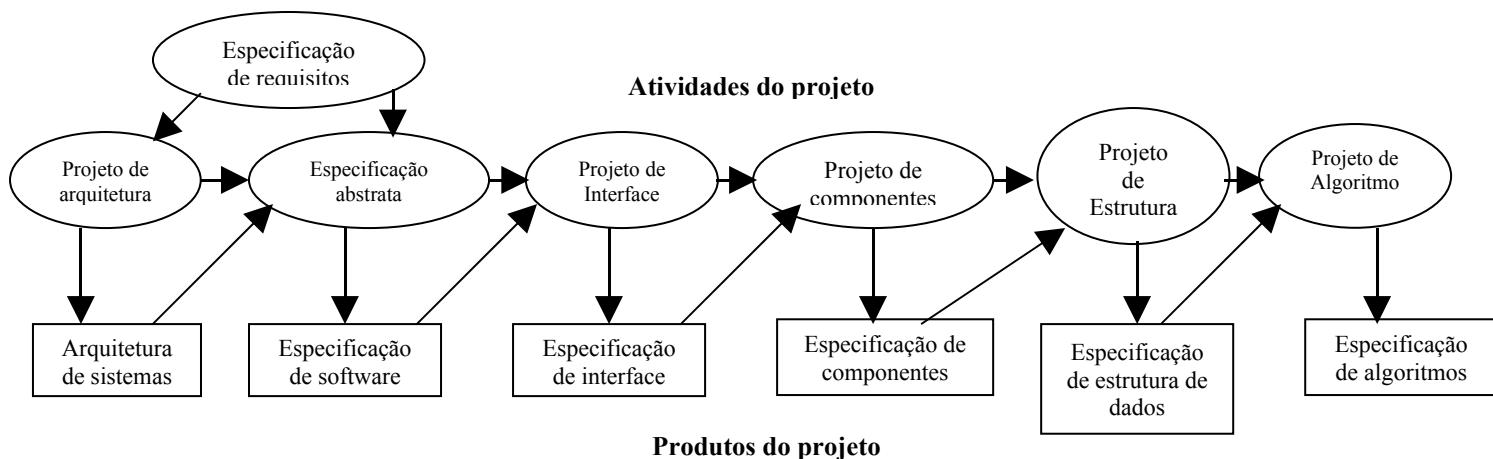 Especificação
de requisitos
Atividades do projeto
Projeto de
arquitetura
Especificação
abstrata
Projeto de
Interface
Projeto de
componentes
Projeto
de
Estrutura
Projeto de
Algoritmo
Arquitetura
de sistemas
Especificação
de software
Especificação
de interface
Especificação de
componentes
Especificação
de estrutura de
dados
Especificação
de algoritmos
Produtos do projeto